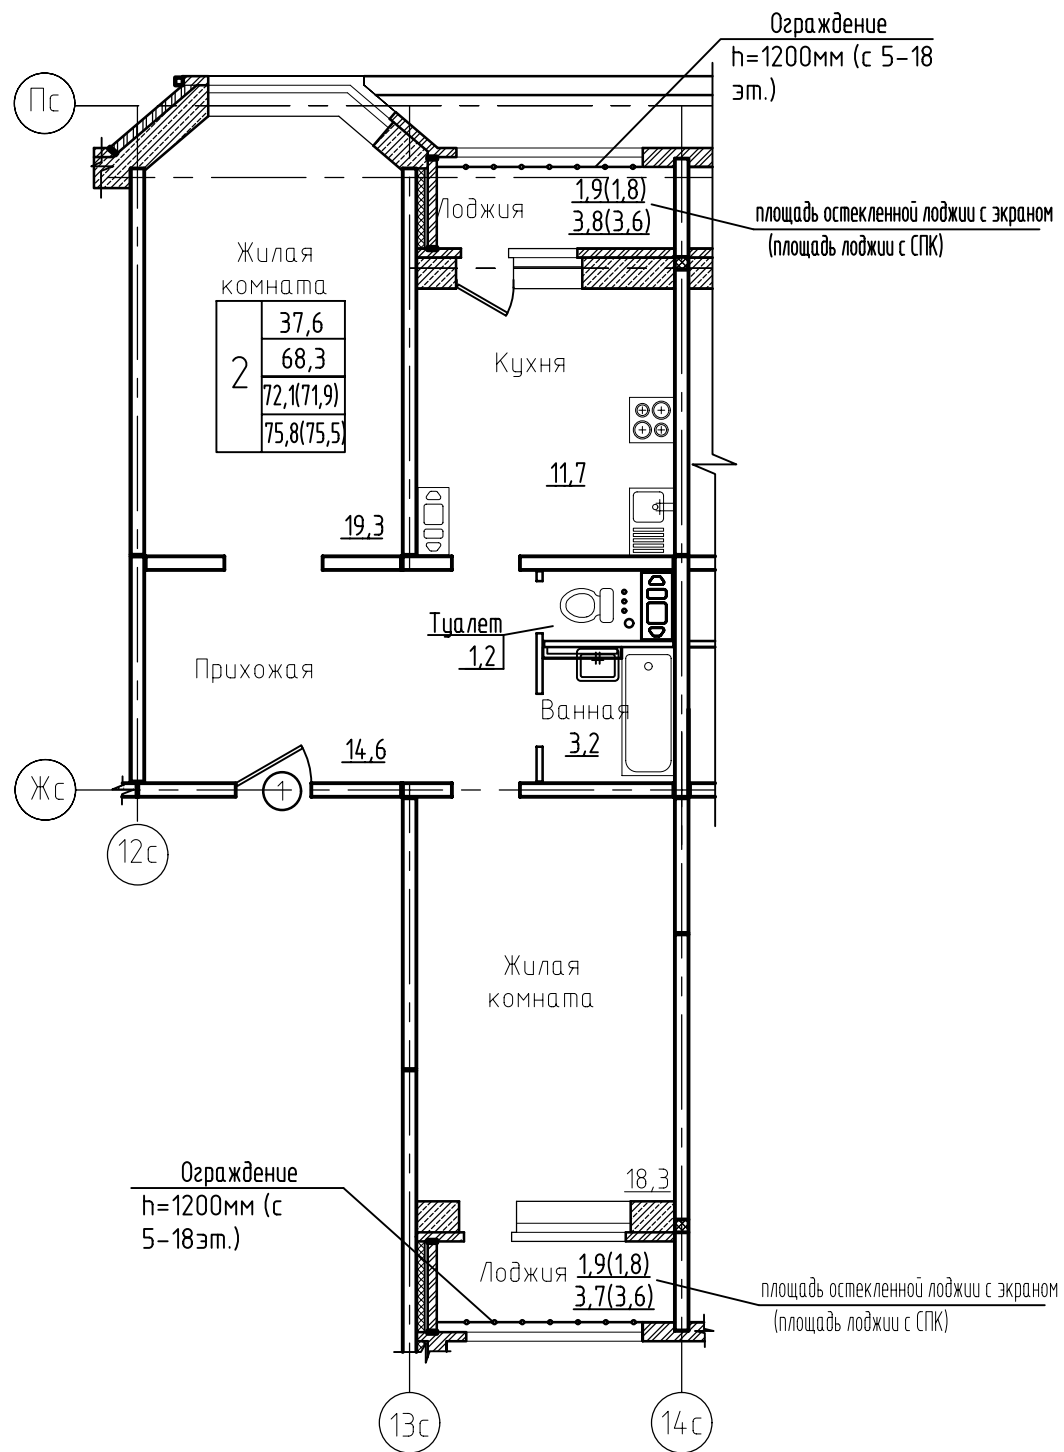 Ограждение
h=1200мм (с 5-18
эт.)
Пс
Лоджия
1,9(1,8)
3,8(3,6)
площадь остекленной лоджии с экраном
(площадь лоджии с СПК)
Жилая
комната
2
37,6
68,3
72,1(71,9)
75,8(75,5)
Кухня
11,7
19,3
Туалет
1,2
Прихожая
Ванная
3,2
14,6
Жс
1
12с
Жилая
комната
18,3
Ограждение
h=1200мм (с
5-18эт.)
Лоджия
1,9(1,8)
3,7(3,6)
площадь остекленной лоджии с экраном
(площадь лоджии с СПК)
13с
14с